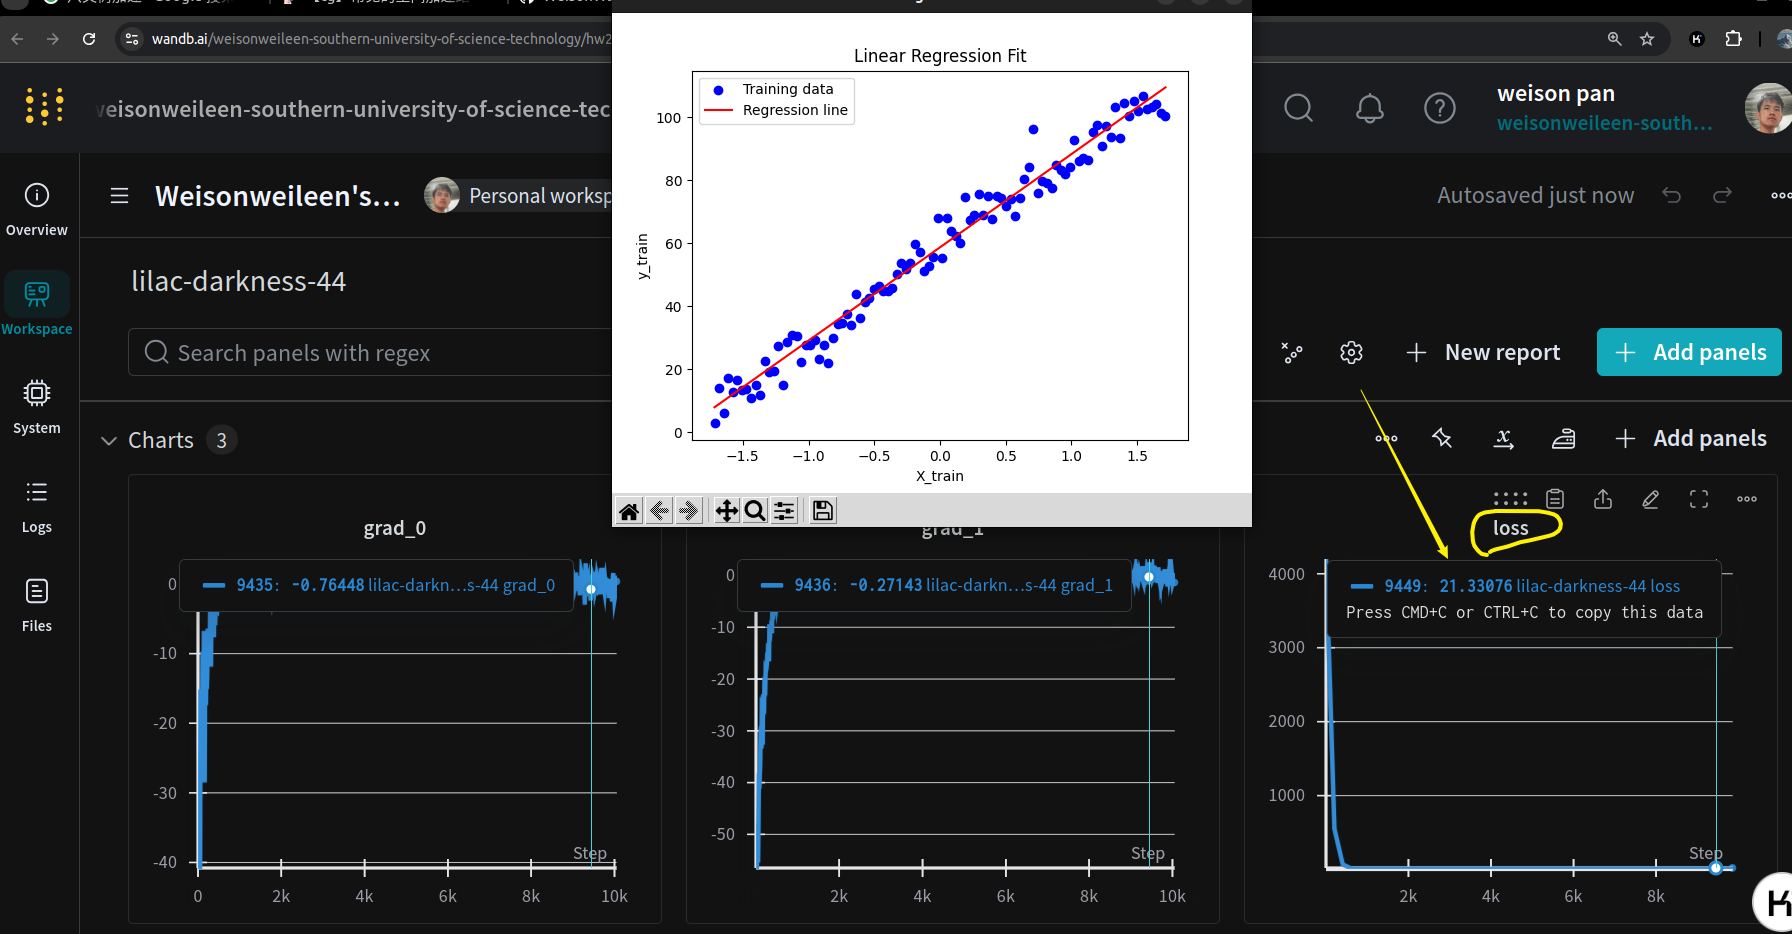 wandb.ai/weisonweileen-southern-university-of-science-technology/hw2
eisonweileen-southern-university-of-science-tec
weison pan
weisonweileen-south...
Overview
Workspace
System
Logs
Files
Weisonweileen's...
Personal worksp
Autosaved just now
lilac-darkness-44
Search panels with regex
New report
Add panels
Charts 3
Add panels
Linear Regression Fit
Training data
Regression line
y_train
100
80
60
40
20
0
−1.5 −1.0 −0.5 0.0 0.5 1.0 1.5
X_train
grad_0
9435: -0.76448 lilac-darkn...s-44 grad_0
0
-10
-20
-30
-40
Step
0 2k 4k 6k 8k 10k
grad_1
9436: -0.27143 lilac-darkn...s-44 grad_1
0
-10
-20
-30
-40
-50
Step
2k 4k 6k 8k 10k
loss
9449: 21.33076 lilac-darkness-44 loss
Press CMD+C or CTRL+C to copy this data
4000
3000
2000
1000
Step
2k 4k 6k 8k